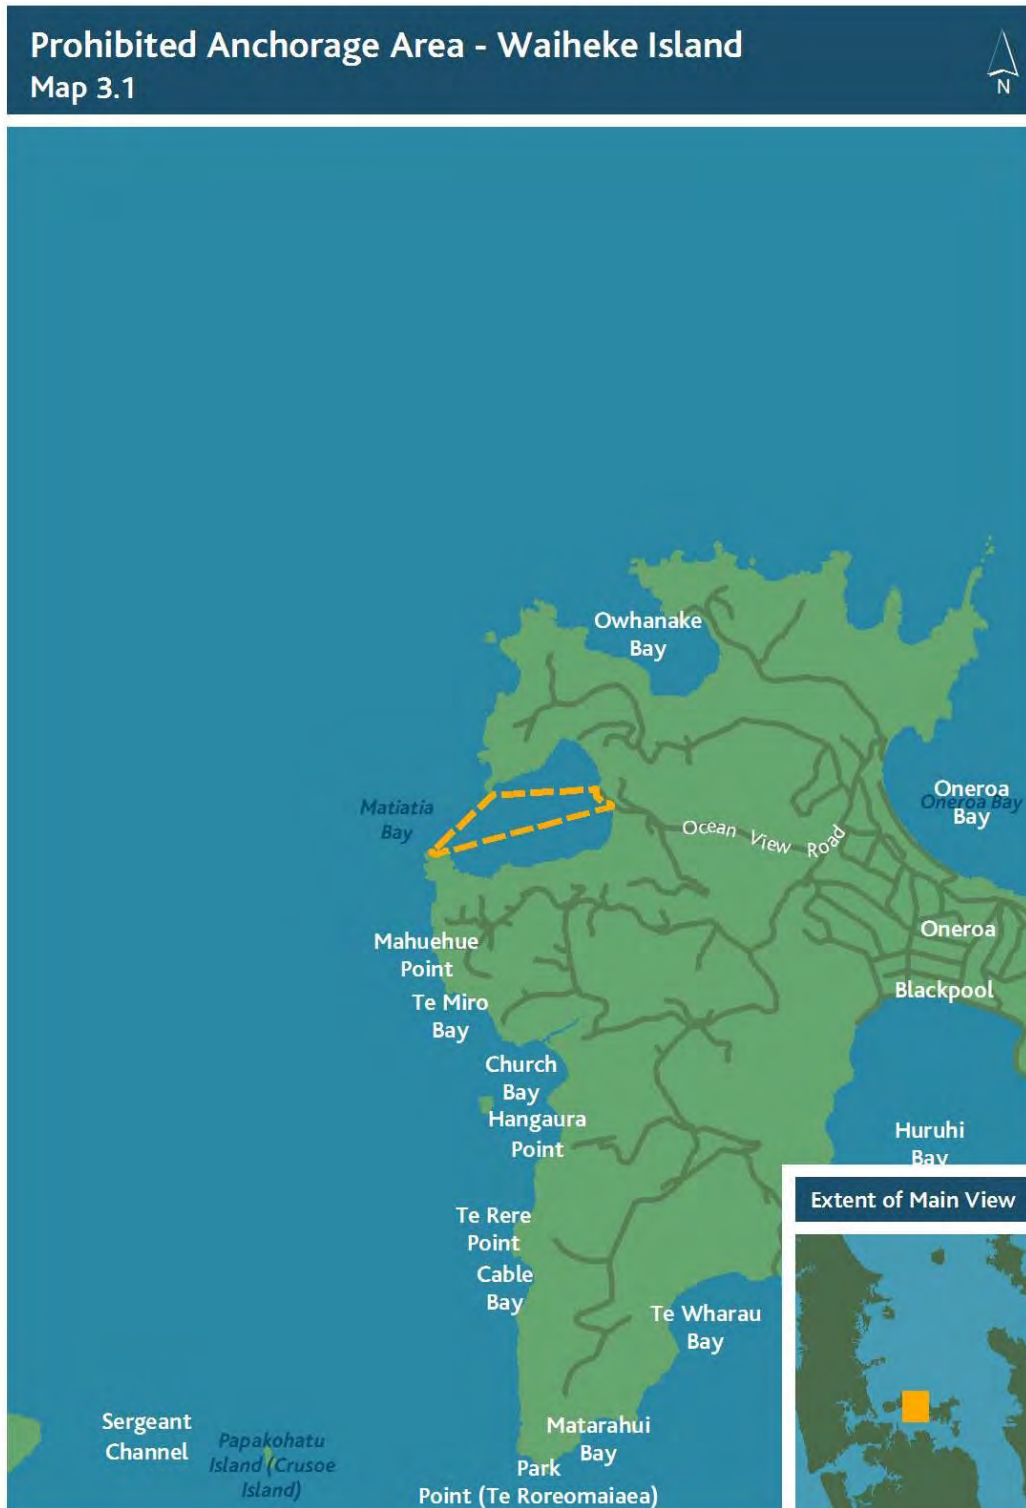 Prohibited Anchorage Area - Waiheke Island
Map 3.1
N
Owhanake
Bay
Matiatia
Bay
Oneroa
Bay
Oneroa Bay
Ocean View Road
Oneroa
Mahuehue
Point
Blackpool
Te Miro
Bay
Church
Bay
Hangaura
Point
Huruhi
Bay
Extent of Main View
Te Rere
Point
Cable
Bay
Te Wharau
Bay
Sergeant
Channel
Papakohatu
Island (Crusoe
Island)
Matarahui
Bay
Park
Point (Te Roreomaiaea)